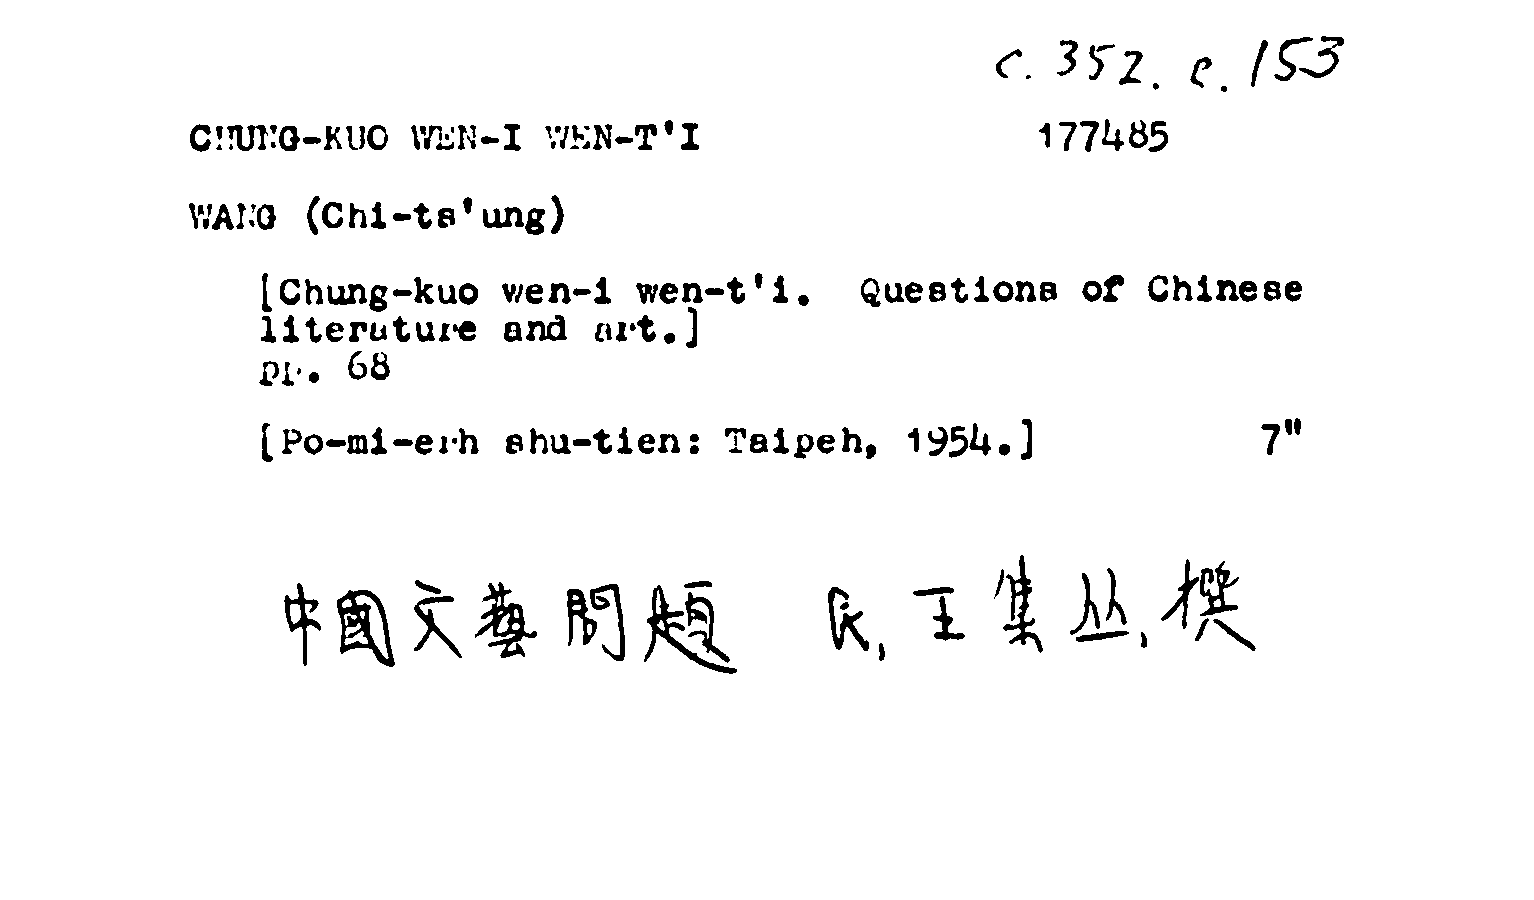 c. 352. e. 153
CHUNG-KUO WEN-I WEN-T'I 177485
WANG (Chi-ts'ung)
[Chung-kuo wen-i wen-t'i. Questions of Chinese
literature and art.]
pp. 68
[Po-mi-erh shu-tien: Taipeh, 1954.] 7"
中國文藝問題 民,王集丛,撰